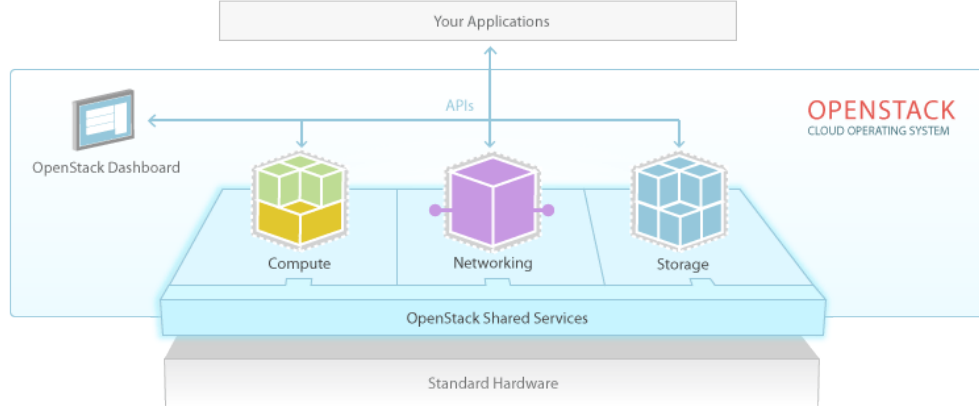 Your Applications
APIs
OPENSTACK
CLOUD OPERATING SYSTEM
OpenStack Dashboard
Compute
Networking
Storage
OpenStack Shared Services
Standard Hardware